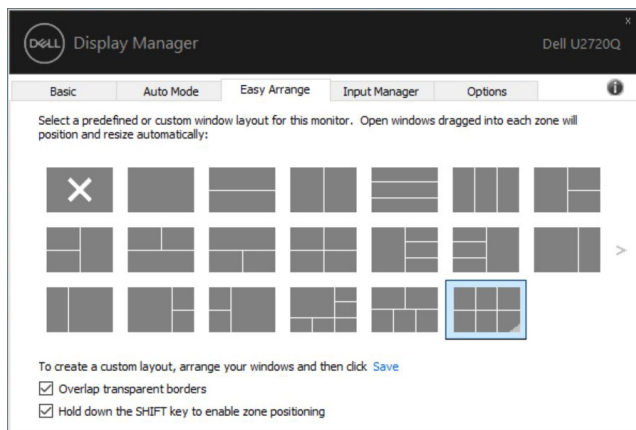 DELL Display Manager
x
Dell U2720Q
Basic Auto Mode Easy Arrange Input Manager Options
Select a predefined or custom window layout for this monitor. Open windows dragged into each zone will
position and resize automatically:
>
To create a custom layout, arrange your windows and then click Save
Overlap transparent borders
Hold down the SHIFT key to enable zone positioning